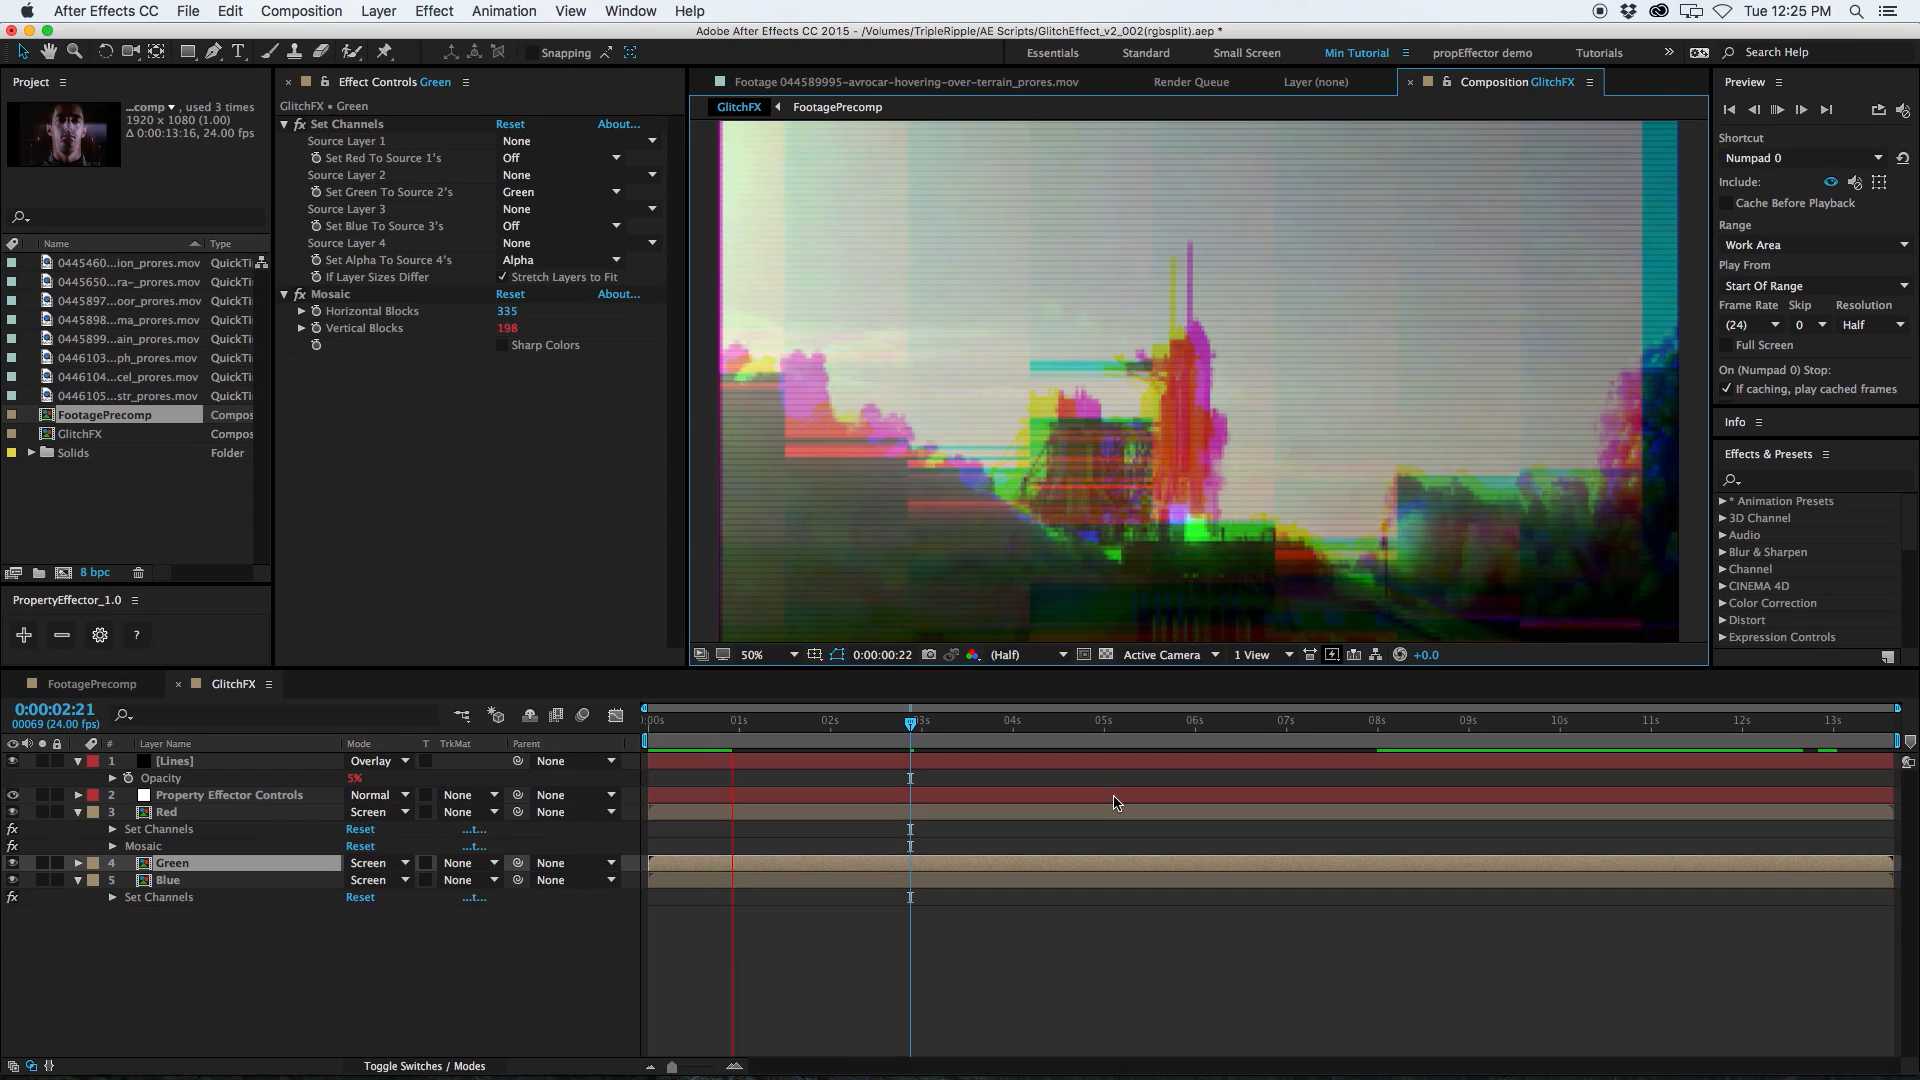 After Effects CC File Edit Composition Layer Effect Animation View Window Help Tue 12:25 PM
Adobe After Effects CC 2015 - /Volumes/TripleRipple/AE Scripts/GlitchEffect_v2_002(rgbsplit).aep *
Snapping Essentials Standard Small Screen Min Tutorial propEffector demo Tutorials Search Help
Project
...comp ▼, used 3 times
1920 x 1080 (1.00)
Δ 0:00:13:16, 24.00 fps
Name Type
0445460...ion_prores.mov QuickTi
0445650...ra-_prores.mov QuickTi
0445897...oor_prores.mov QuickTi
0445898...ma_prores.mov QuickTi
0445899...ain_prores.mov QuickTi
0446103...ph_prores.mov QuickTi
0446104...cel_prores.mov QuickTi
0446105...str_prores.mov QuickTi
FootagePrecomp Compos
GlitchFX Compos
Solids Folder
8 bpc
PropertyEffector_1.0
?
Effect Controls Green
GlitchFX • Green
fx Set Channels Reset About...
Source Layer 1 None
Set Red To Source 1's Off
Source Layer 2 None
Set Green To Source 2's Green
Source Layer 3 None
Set Blue To Source 3's Off
Source Layer 4 None
Set Alpha To Source 4's Alpha
If Layer Sizes Differ Stretch Layers to Fit
fx Mosaic Reset About...
Horizontal Blocks 335
Vertical Blocks 198
Sharp Colors
Footage 044589995-avrocar-hovering-over-terrain_prores.mov Render Queue Layer (none) Composition GlitchFX
GlitchFX FootagePrecomp
50% 0:00:00:22 (Half) Active Camera 1 View +0.0
Preview
Shortcut
Numpad 0
Include:
Cache Before Playback
Range
Work Area
Play From
Start Of Range
Frame Rate Skip Resolution
(24) 0 Half
Full Screen
On (Numpad 0) Stop:
If caching, play cached frames
Info
Effects & Presets
* Animation Presets
3D Channel
Audio
Blur & Sharpen
Channel
CINEMA 4D
Color Correction
Distort
Expression Controls
FootagePrecomp GlitchFX
0:00:02:21
00069 (24.00 fps)
# Layer Name Mode T TrkMat Parent
:00s 01s 02s 03s 04s 05s 06s 07s 08s 09s 10s 11s 12s 13s
1 [Lines] Overlay None
Opacity 5%
2 Property Effector Controls Normal None None
3 Red Screen None None
fx Set Channels Reset ...t...
fx Mosaic Reset ...t...
4 Green Screen None None
5 Blue Screen None None
fx Set Channels Reset ...t...
Toggle Switches / Modes